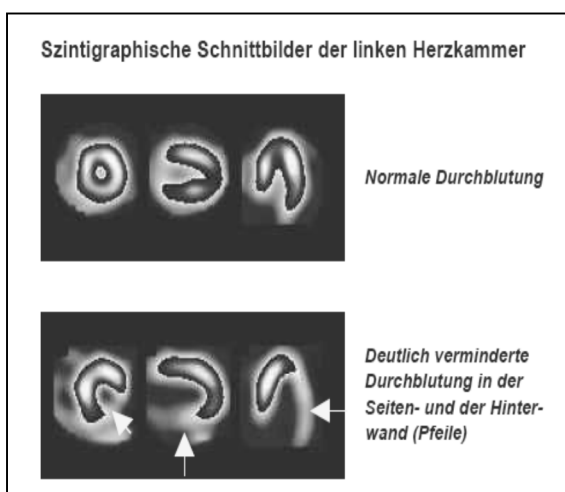 Szintigraphische Schnittbilder der linken Herzkammer
Normale Durchblutung
Deutlich verminderte
Durchblutung in der
Seiten- und der Hinter-
wand (Pfeile)